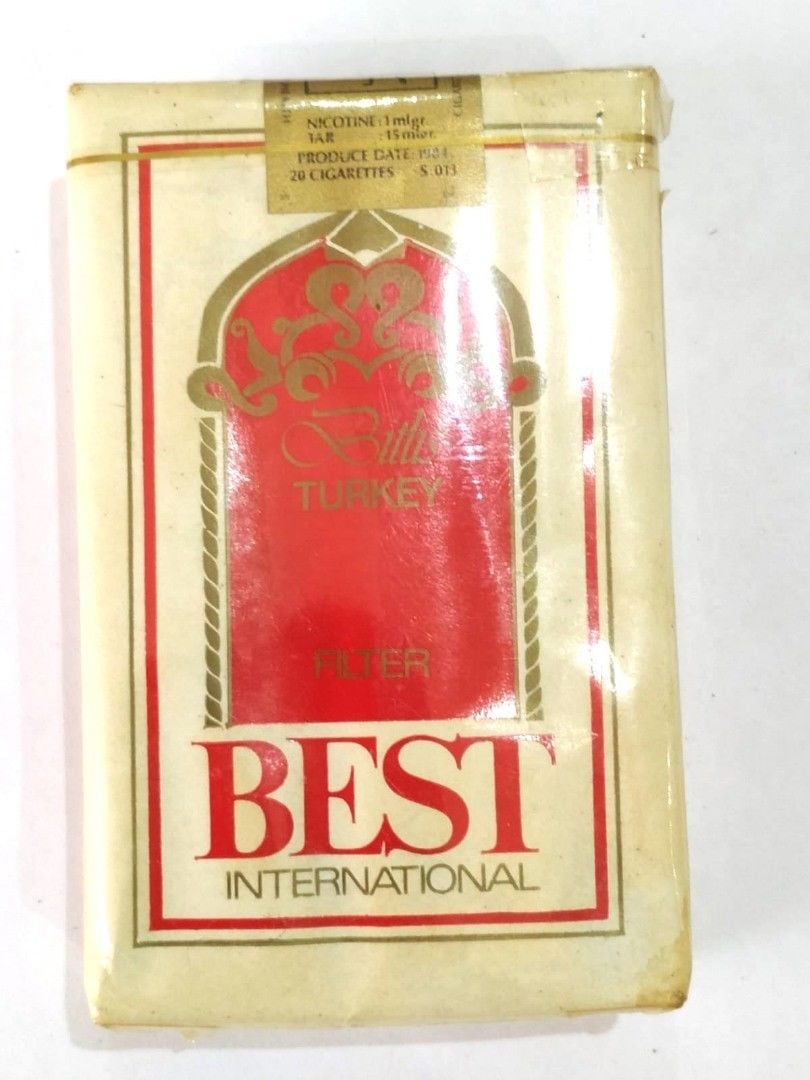 NICOTINE: 1 mlgr.
TAR : 15 mlgr.
PRODUCE DATE: 1984
20 CIGARETTES S. 013
Bitlis
TURKEY
FILTER
BEST
INTERNATIONAL